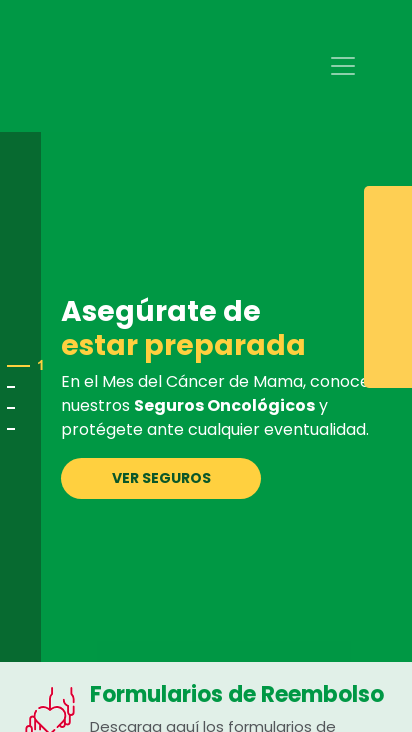 Asegúrate de
estar preparada
1
En el Mes del Cáncer de Mama, conoce
nuestros Seguros Oncológicos y
protégete ante cualquier eventualidad.
VER SEGUROS
Formularios de Reembolso
Descarga aquí los formularios de